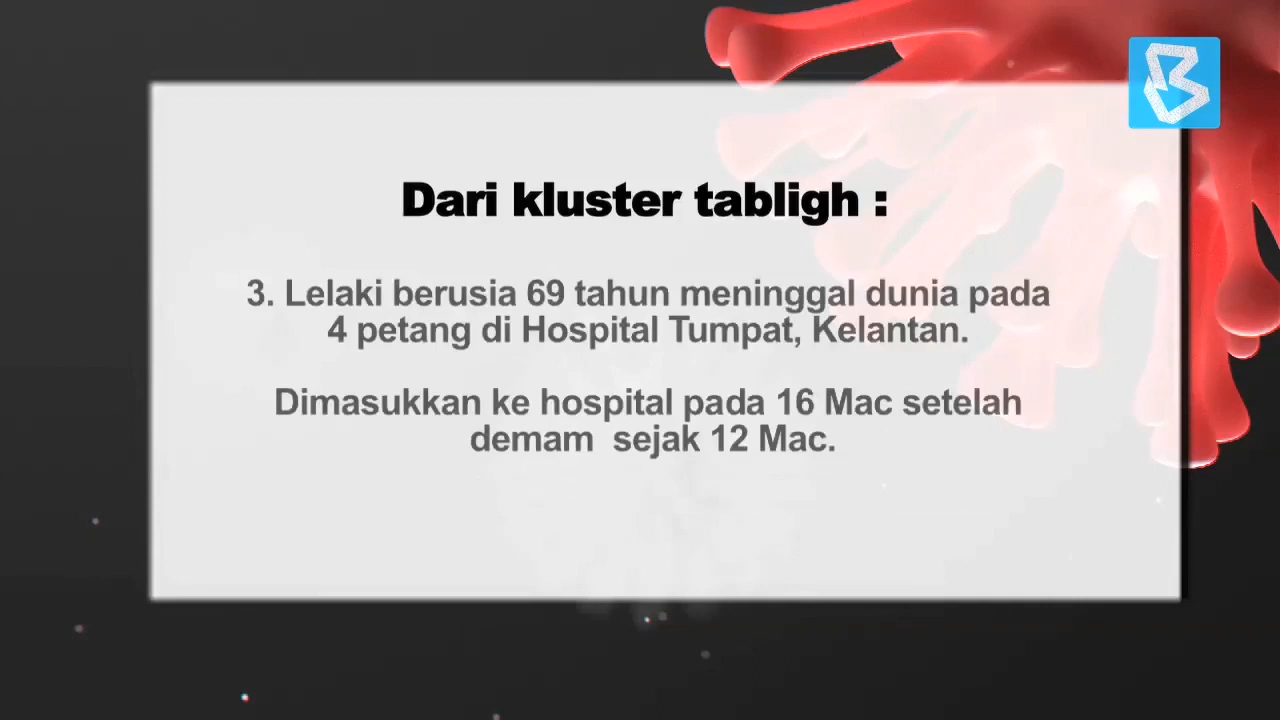 Dari kluster tabligh :
3. Lelaki berusia 69 tahun meninggal dunia pada
4 petang di Hospital Tumpat, Kelantan.
Dimasukkan ke hospital pada 16 Mac setelah
demam  sejak 12 Mac.